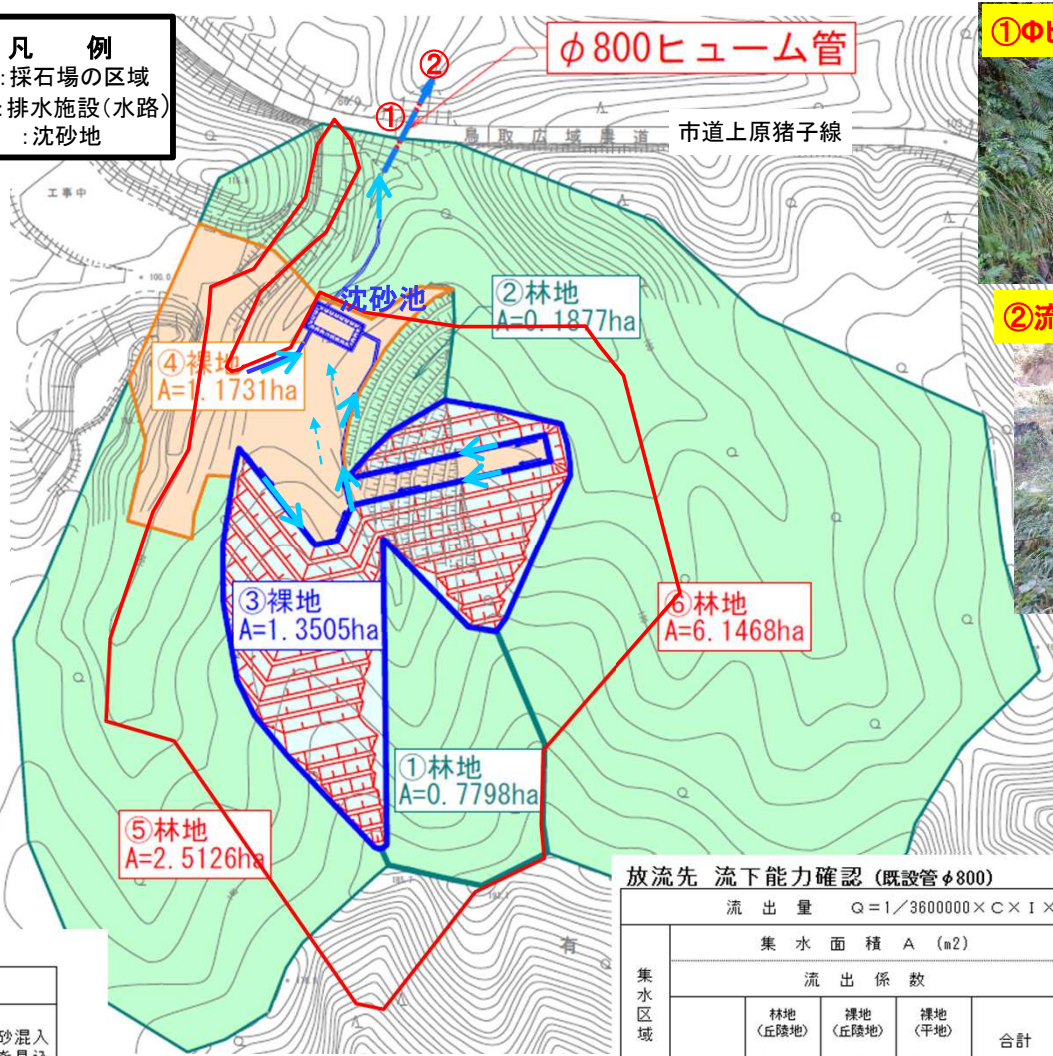 凡 例
:採石場の区域
:排水施設(水路)
:沈砂地
φ800ヒューム管
②
①
鳥取広域農道
市道上原猪子線
工事中
沈砂池
②林地
A=0.1877ha
④裸地
A=1.1731ha
③裸地
A=1.3505ha
⑥林地
A=6.1468ha
①林地
A=0.7798ha
⑤林地
A=2.5126ha
有
①Φ
②流
放流先 流下能力確認 (既設管φ800)
流 出 量 Q=1/3600000×C×I×
集 水 面 積 A (m2)
流 出 係 数
集水区域
林地
(丘陵地)
裸地
(丘陵地)
裸地
(平地)
合計
砂混入